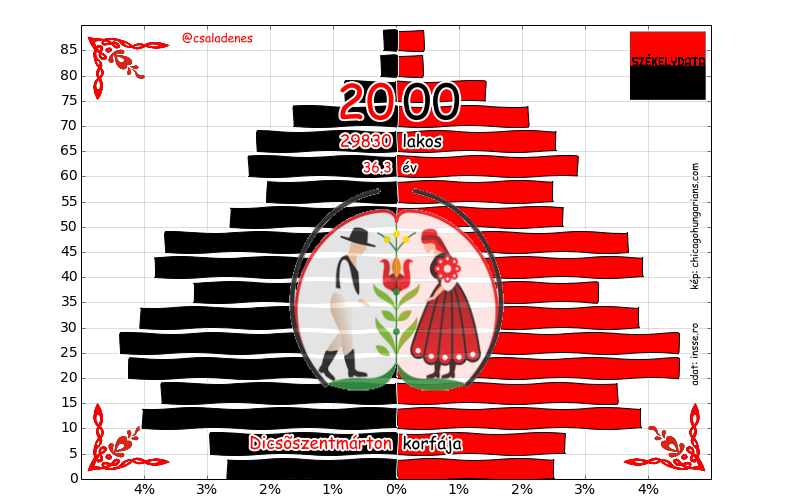 @csaladenes
SZÉKELYDATA
2000
29830 lakos
36.3 év
kép: chicagohungarians.com
adat: insse.ro
Dicsõszentmárton korfája
85
80
75
70
65
60
55
50
45
40
35
30
25
20
15
10
5
0
4% 3% 2% 1% 0% 1% 2% 3% 4%